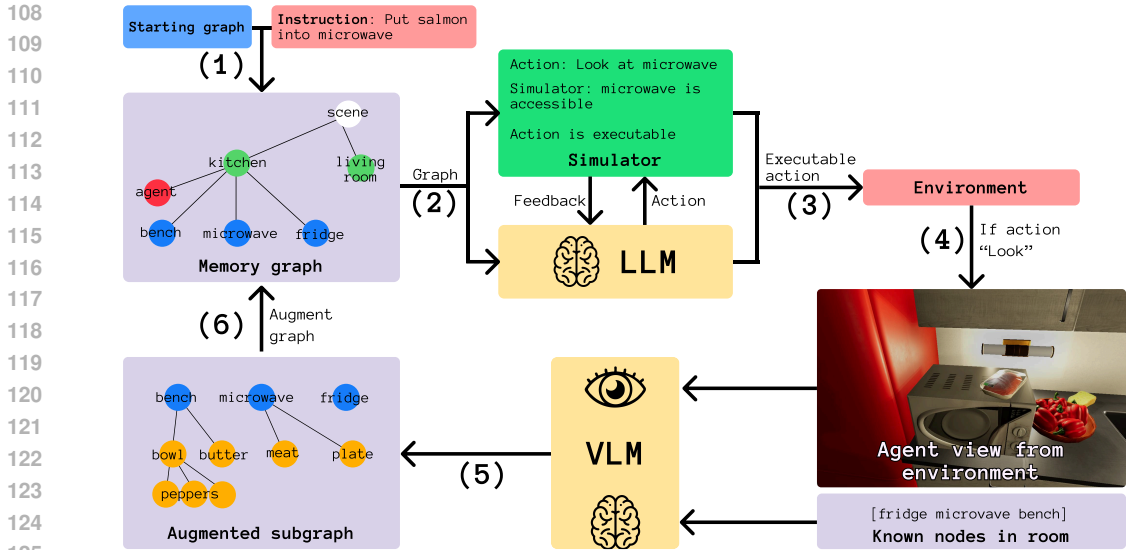 108
109
110
111
112
113
114
115
116
117
118
119
120
121
122
123
124
Starting graph
Instruction: Put salmon
into microwave
(1)
scene
kitchen
living
room
agent
bench
microwave
fridge
Memory graph
Graph
(2)
Action: Look at microwave
Simulator: microwave is
accessible
Action is executable
Simulator
Feedback
Action
LLM
Executable
action
(3)
Environment
(4)
If action
“Look”
Agent view from
environment
[fridge microvave bench]
Known nodes in room
VLM
(5)
bench
microwave
fridge
bowl
butter
meat
plate
peppers
Augmented subgraph
(6)
Augment
graph